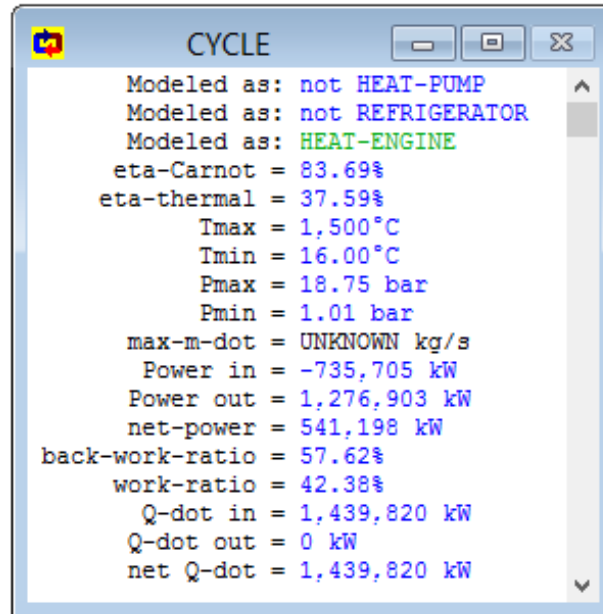 CYCLE
Modeled as: not HEAT-PUMP
Modeled as: not REFRIGERATOR
Modeled as: HEAT-ENGINE
eta-Carnot = 83.69%
eta-thermal = 37.59%
Tmax = 1,500°C
Tmin = 16.00°C
Pmax = 18.75 bar
Pmin = 1.01 bar
max-m-dot = UNKNOWN kg/s
Power in = -735,705 kW
Power out = 1,276,903 kW
net-power = 541,198 kW
back-work-ratio = 57.62%
work-ratio = 42.38%
Q-dot in = 1,439,820 kW
Q-dot out = 0 kW
net Q-dot = 1,439,820 kW